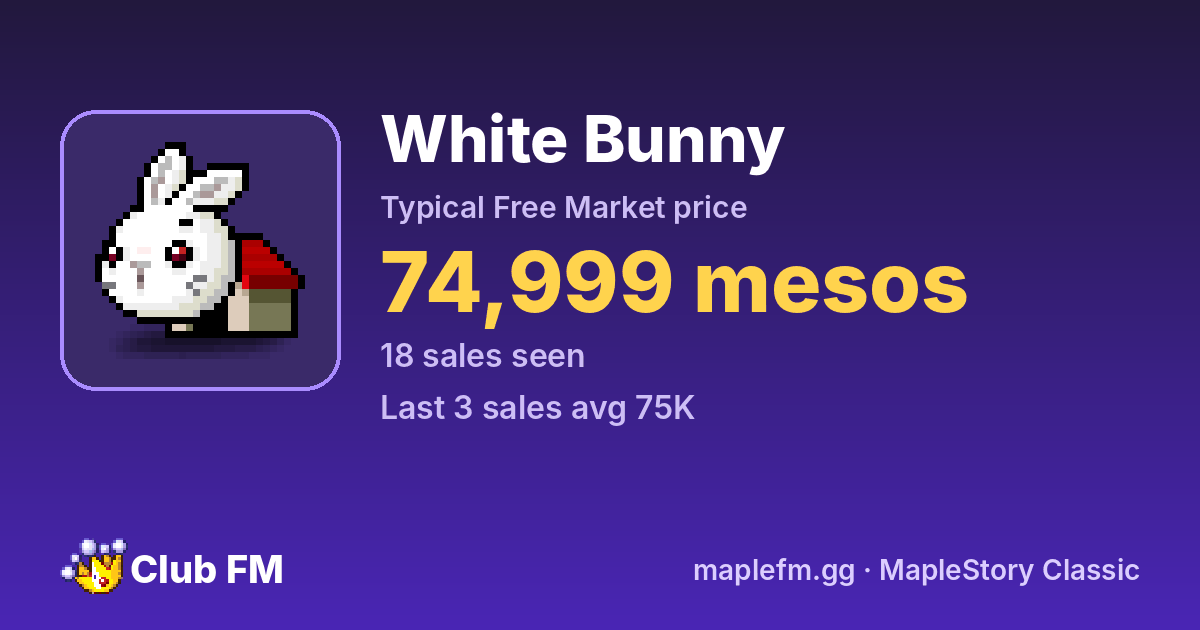 White Bunny
Typical Free Market price
74,999 mesos
18 sales seen
Last 3 sales avg 75K
Club FM
maplefm.gg · MapleStory Classic